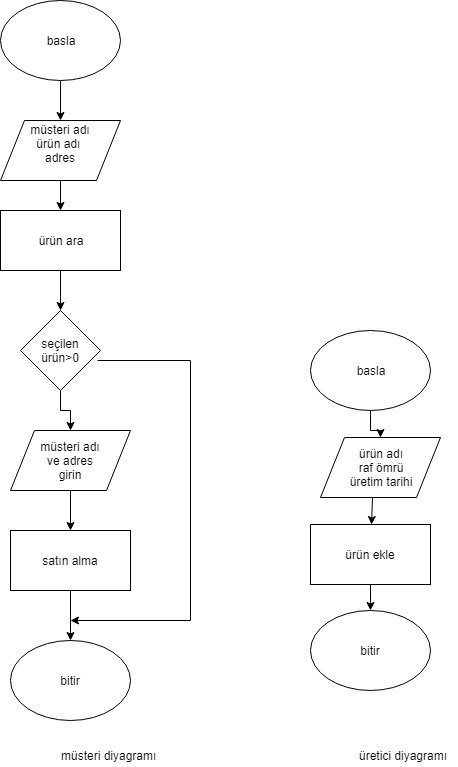 basla
müsteri adı
ürün adı
adres
ürün ara
seçilen
ürün>0
müsteri adı
ve adres
girin
satın alma
bitir
müsteri diyagramı
basla
ürün adı
raf ömrü
üretim tarihi
ürün ekle
bitir
üretici diyagramı